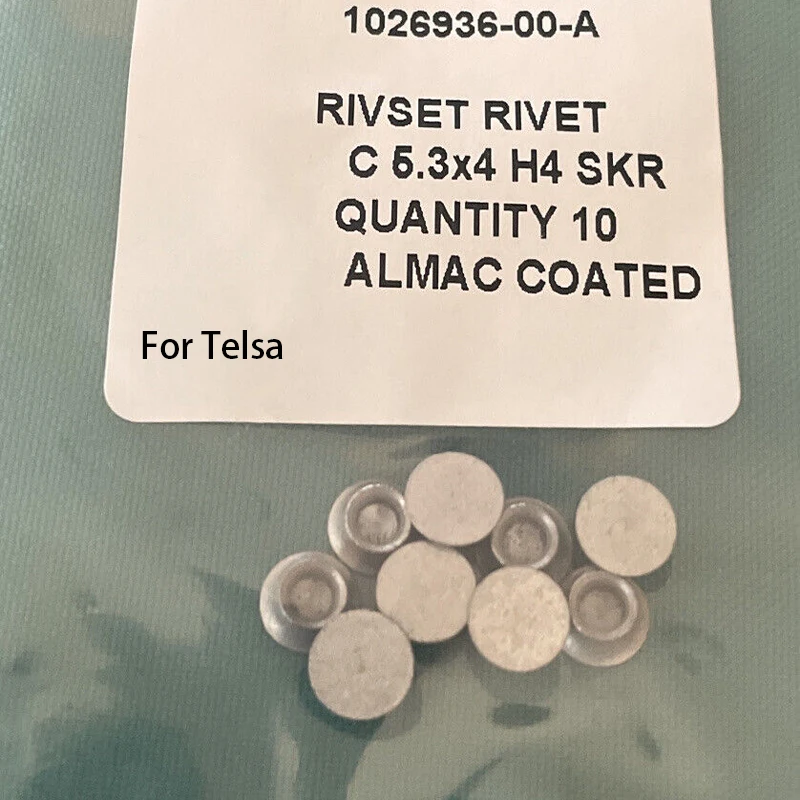 1026936-00-A
RIVSET RIVET
C 5.3x4 H4 SKR
QUANTITY 10
ALMAC COATED
For Telsa